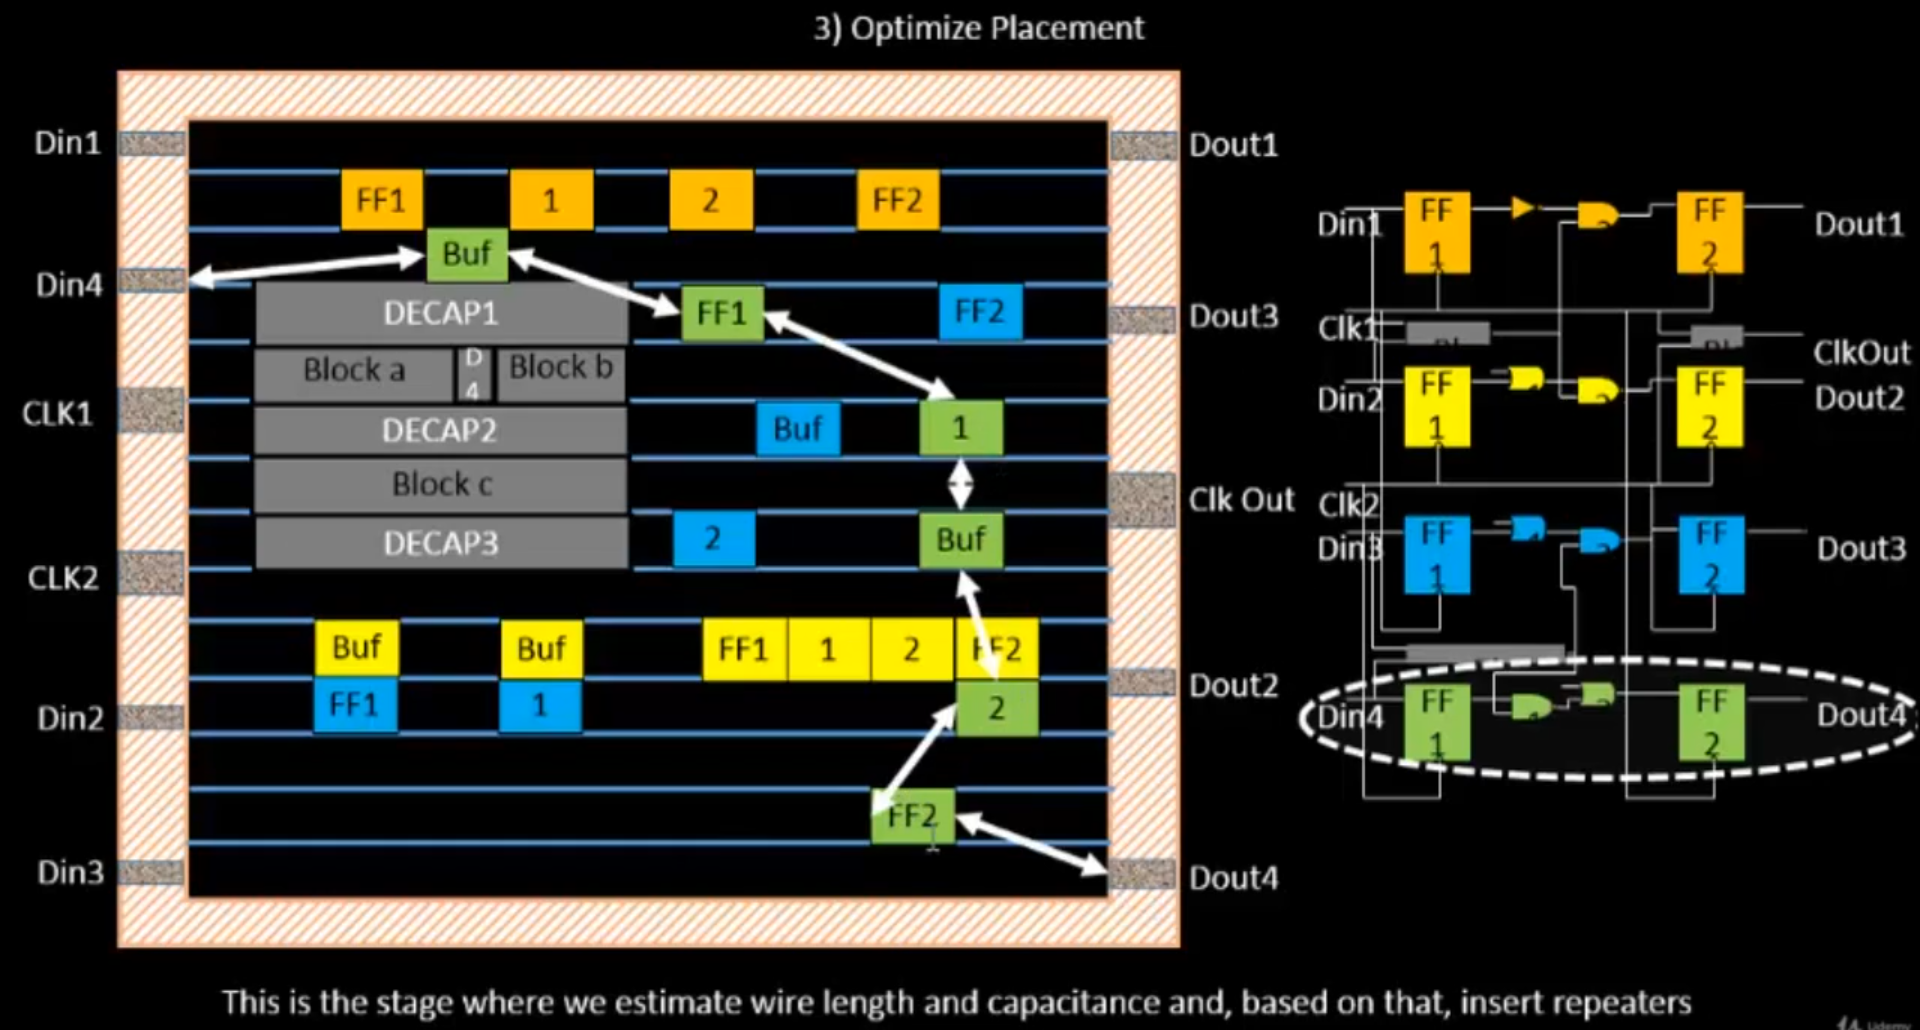 3) Optimize Placement
Din1
Dout1
FF1 1 2 FF2
Buf
Din4
DECAP1
FF1
FF2
Dout3
Block a
D
4
Block b
CLK1
DECAP2
Buf
1
Block c
Clk Out
DECAP3
2
Buf
CLK2
Buf
Buf
FF1 1 2 FF2
Din2
FF1
1
2
Dout2
FF2
Din3
Dout4
Din1
FF
1
FF
2
Dout1
Clk1
ClkOut
Din2
FF
1
FF
2
Dout2
Clk2
Din3
FF
1
FF
2
Dout3
Din4
FF
1
FF
2
Dout4
This is the stage where we estimate wire length and capacitance and, based on that, insert repeaters
Udemy